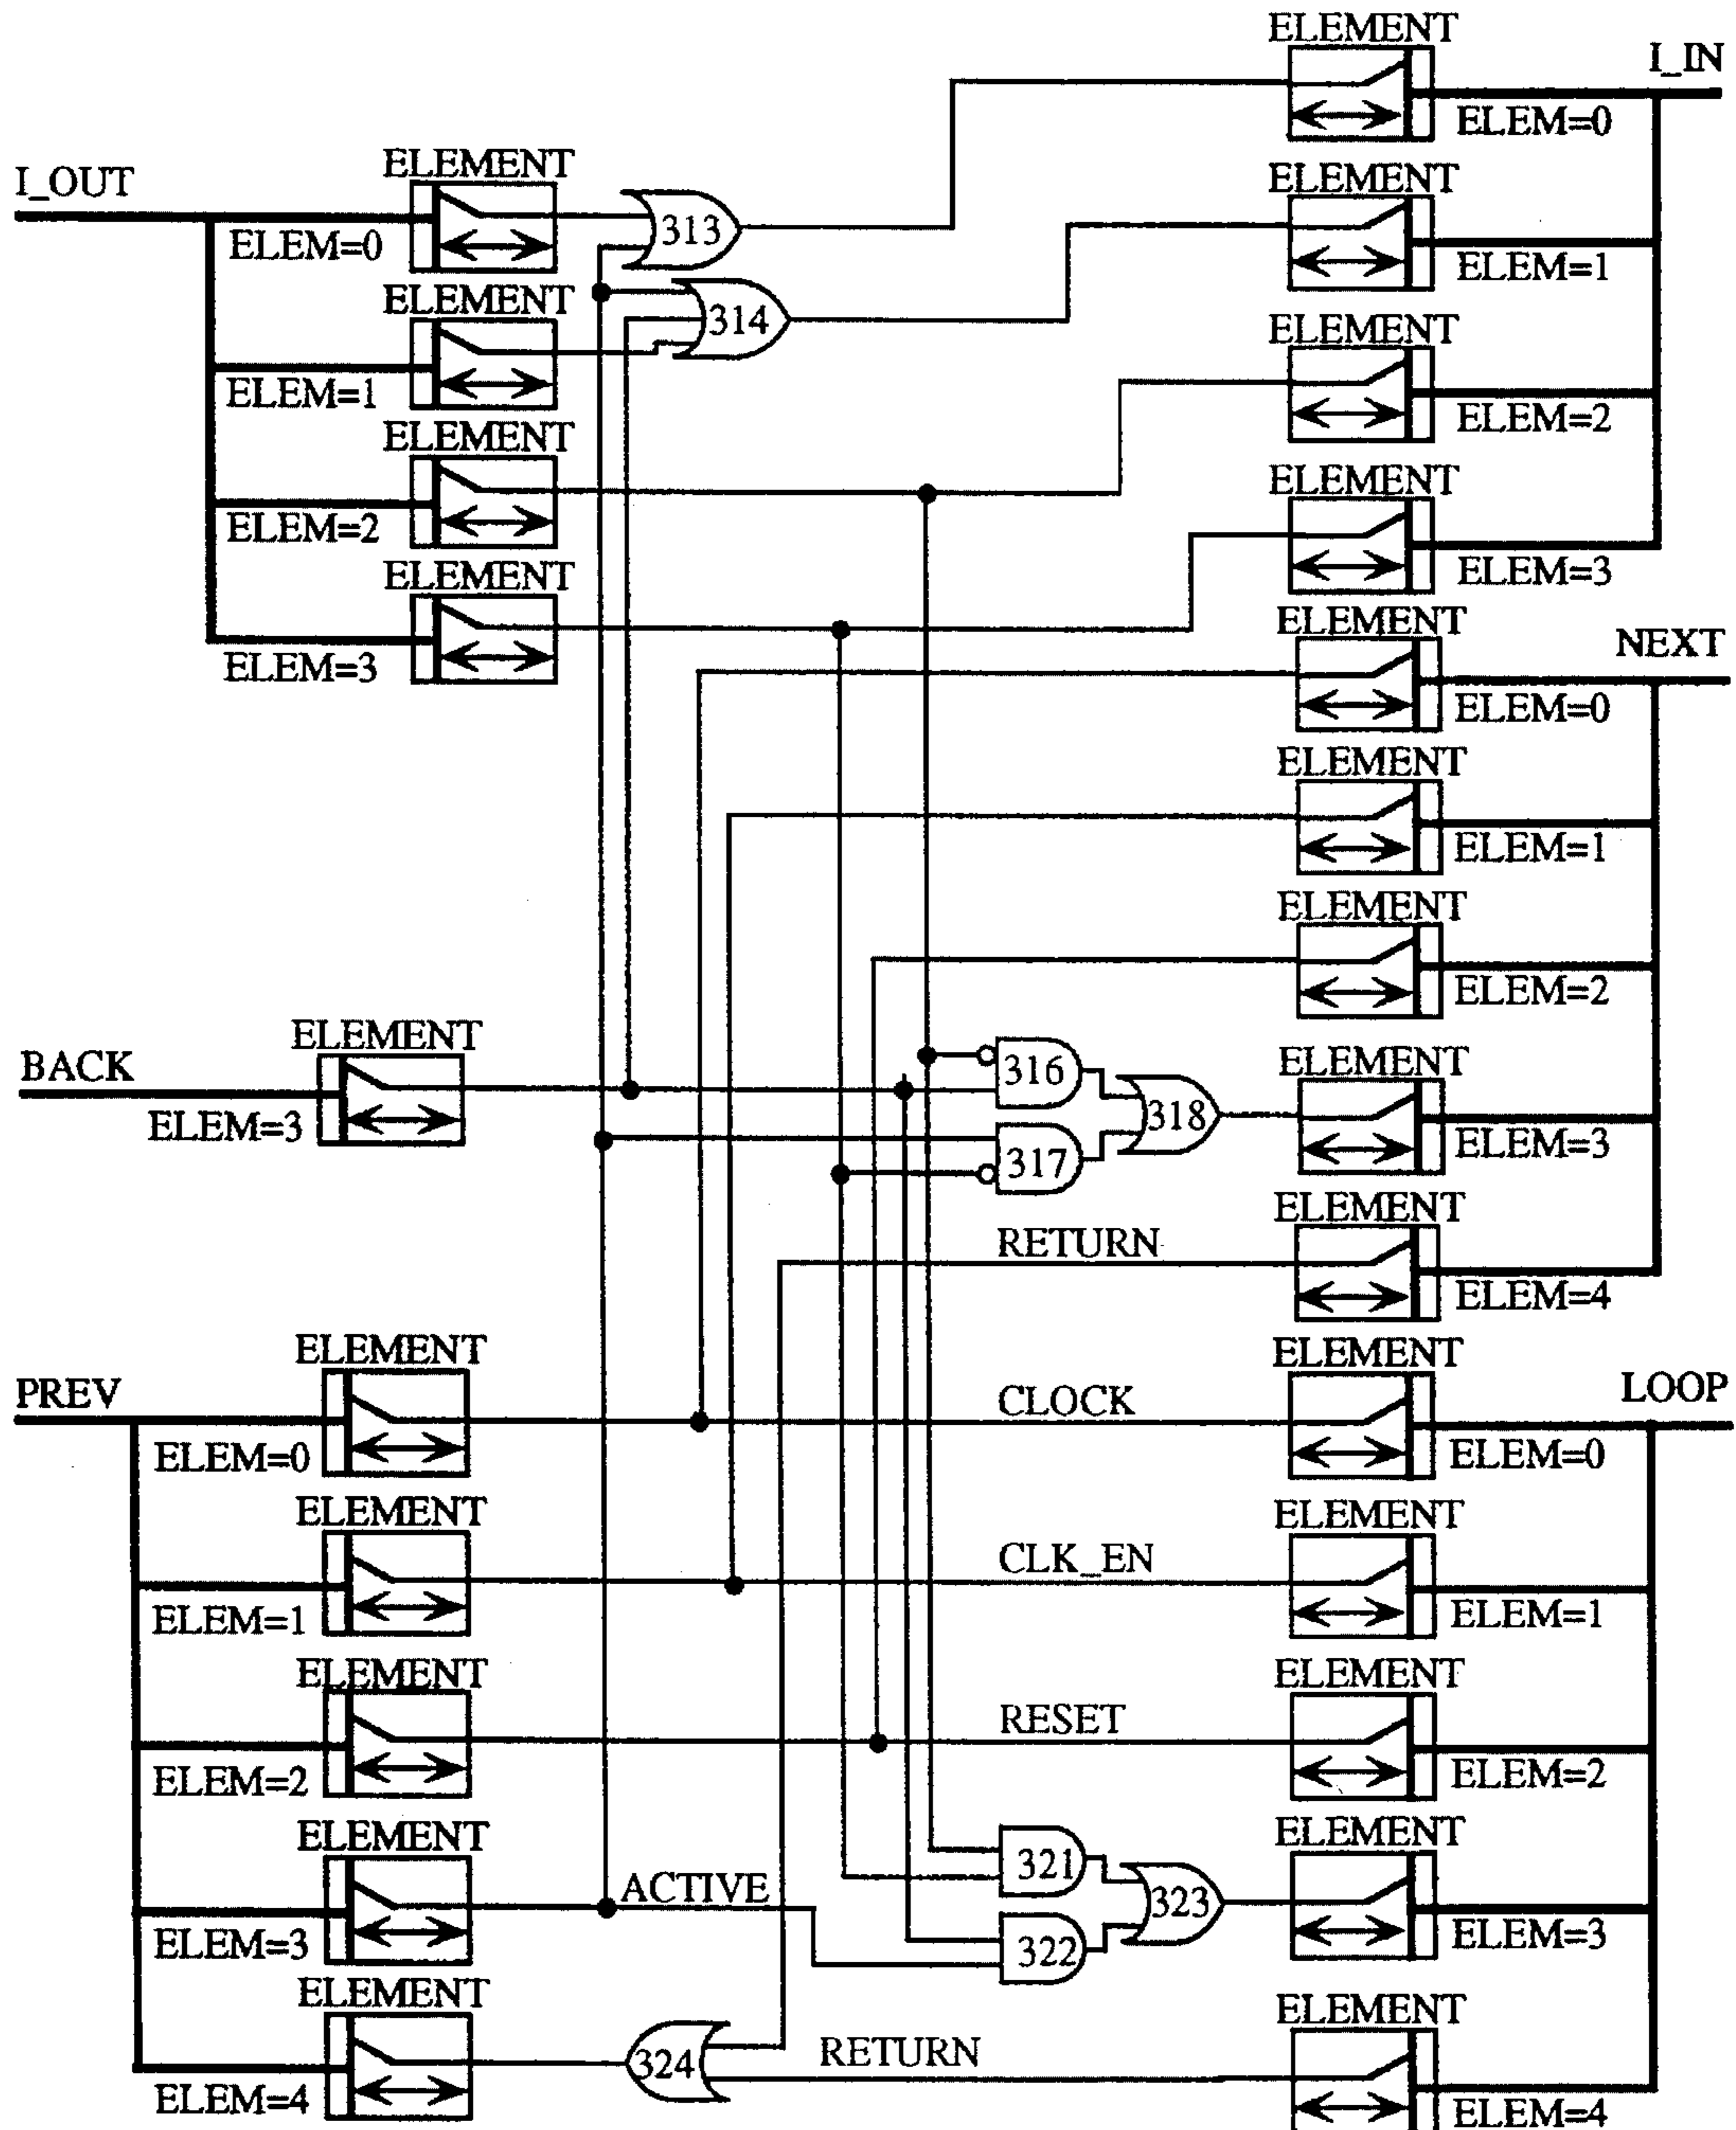 ELEMENT
I_IN
ELEM=0
ELEMENT
I_OUT
ELEM=0
313
ELEMENT
ELEM=1
ELEMENT
ELEM=1
314
ELEMENT
ELEM=2
ELEMENT
ELEM=2
ELEMENT
ELEM=3
ELEMENT
ELEM=3
ELEMENT
NEXT
ELEM=0
ELEMENT
ELEM=1
ELEMENT
ELEM=2
ELEMENT
BACK
ELEM=3
316
317
318
ELEMENT
ELEM=3
RETURN
ELEMENT
ELEM=4
ELEMENT
PREV
ELEM=0
CLOCK
ELEMENT
LOOP
ELEM=0
ELEMENT
ELEM=1
CLK_EN
ELEMENT
ELEM=1
ELEMENT
ELEM=2
RESET
ELEMENT
ELEM=2
ELEMENT
ELEM=3
ACTIVE
321
322
323
ELEMENT
ELEM=3
ELEMENT
ELEM=4
324
RETURN
ELEMENT
ELEM=4